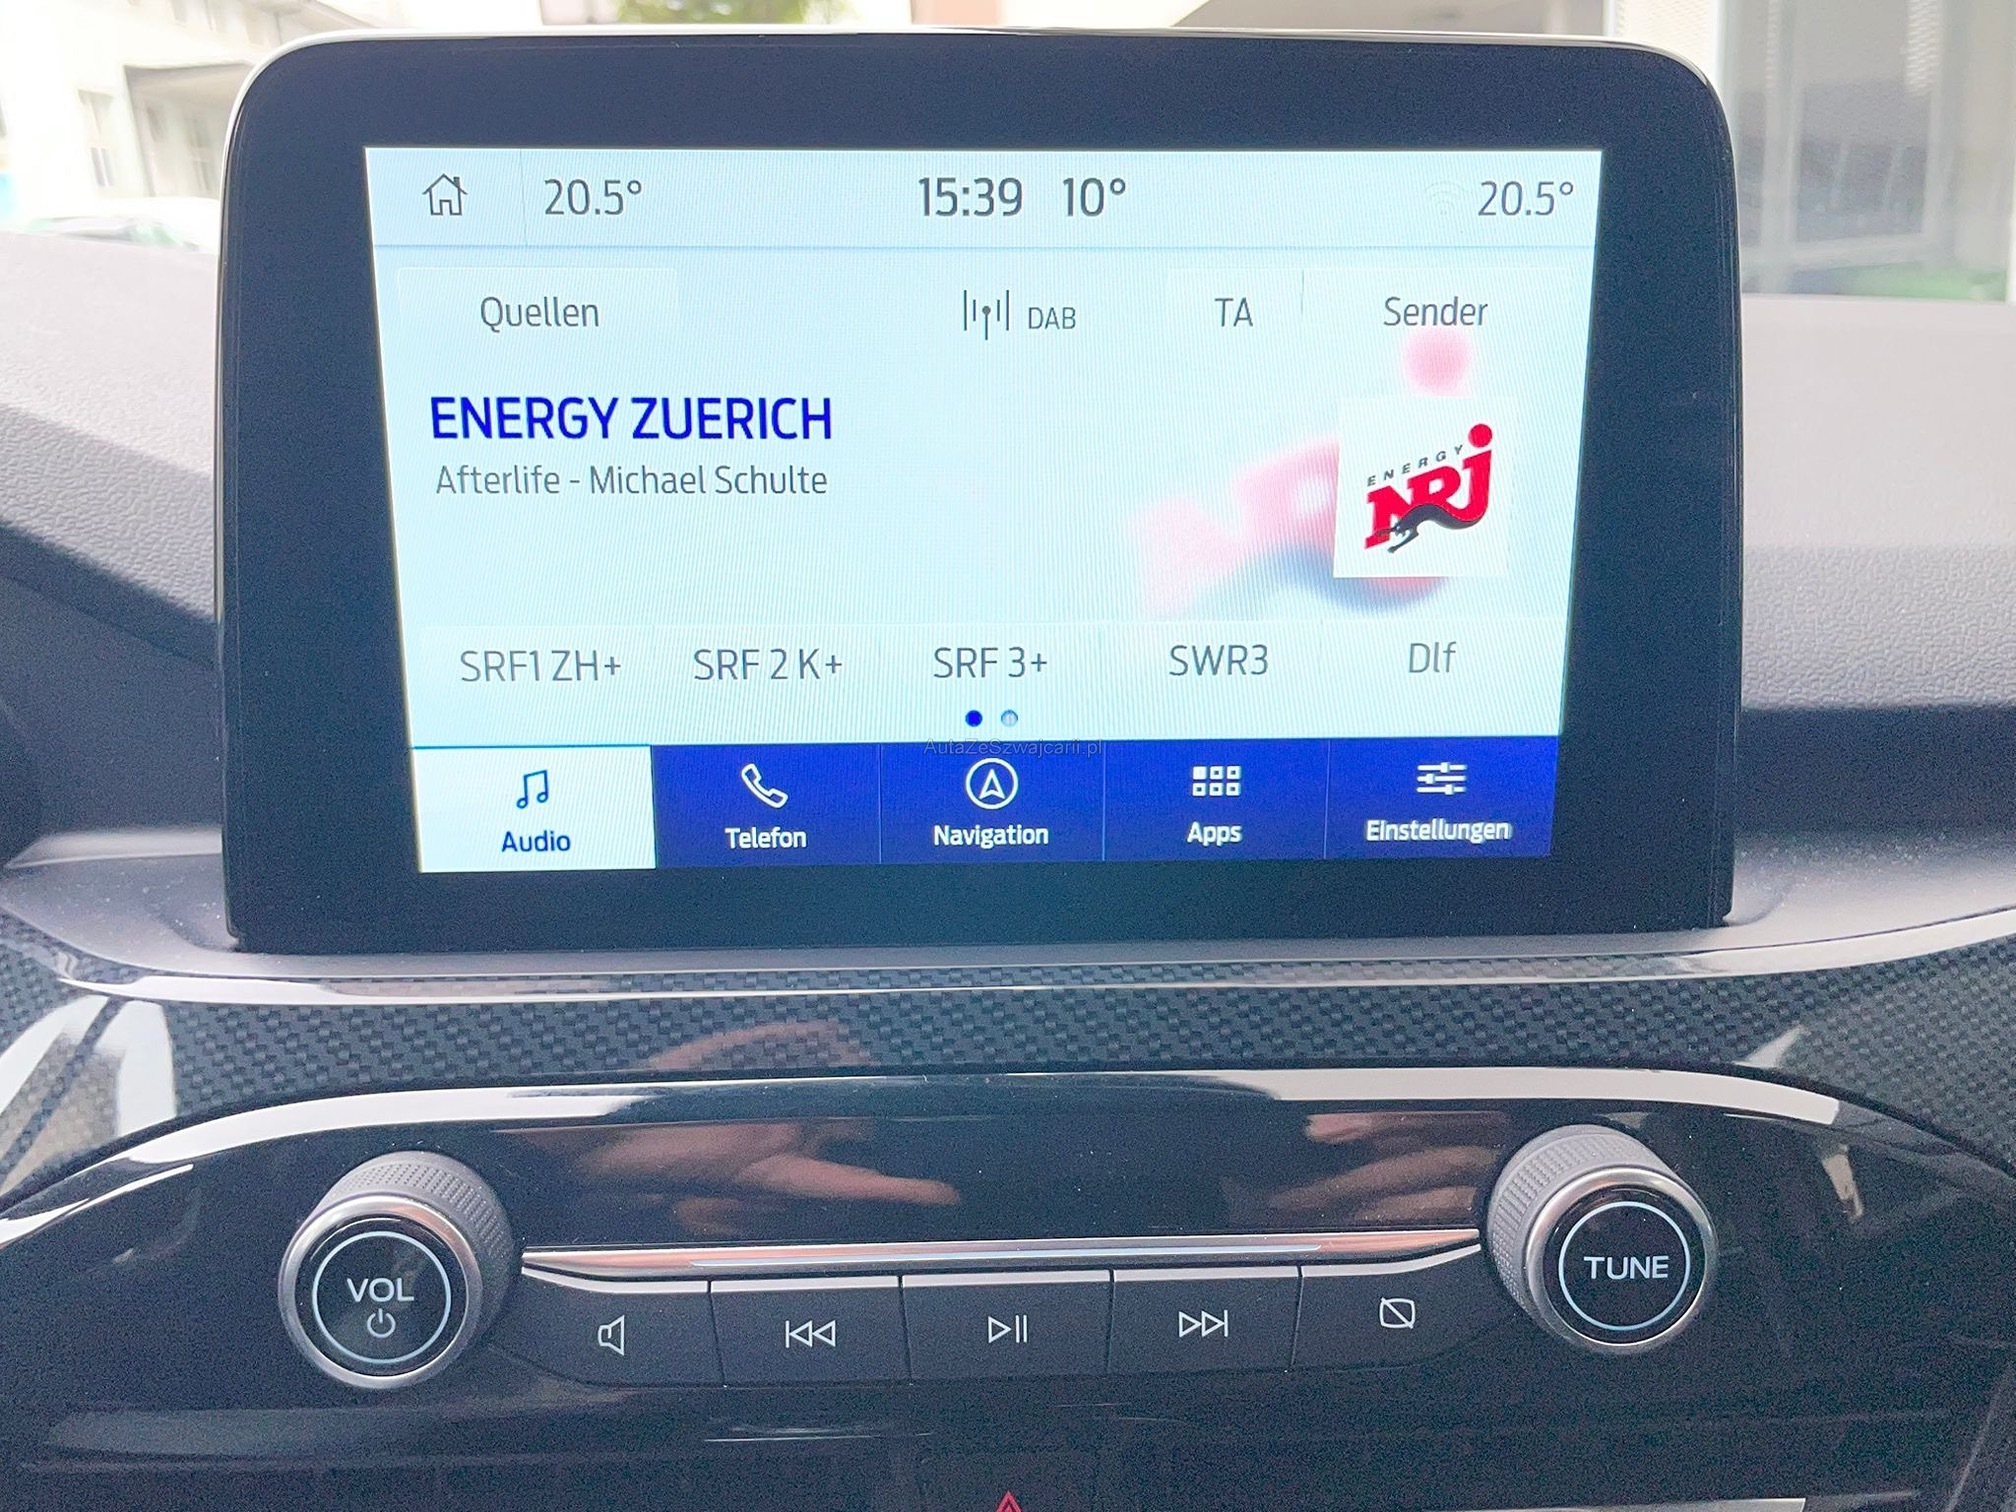 20.5° 15:39 10° 20.5°
Quellen DAB TA Sender
ENERGY ZUERICH
Afterlife - Michael Schulte
ENERGY
NRJ
SRF1 ZH+ SRF 2 K+ SRF 3+ SWR3 Dlf
AutaZeSzwajcarii.pl
Audio Telefon Navigation Apps Einstellungen
VOL TUNE